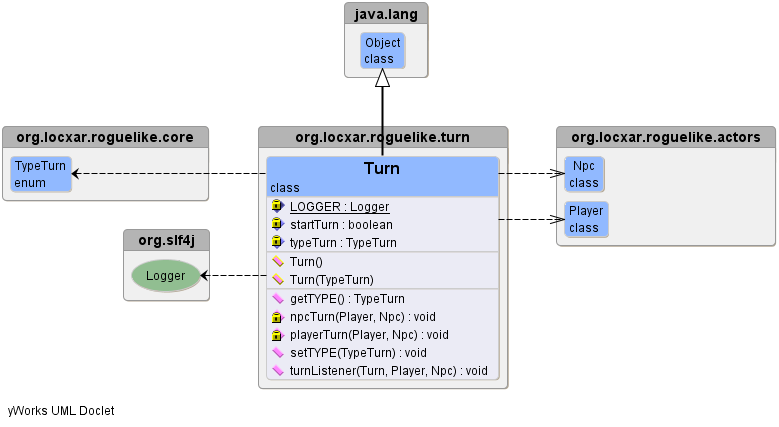 java.lang
Object
class
org.locxar.roguelike.core
TypeTurn
enum
org.slf4j
Logger
org.locxar.roguelike.turn
Turn
class
LOGGER : Logger
startTurn : boolean
typeTurn : TypeTurn
Turn()
Turn(TypeTurn)
getTYPE() : TypeTurn
npcTurn(Player, Npc) : void
playerTurn(Player, Npc) : void
setTYPE(TypeTurn) : void
turnListener(Turn, Player, Npc) : void
org.locxar.roguelike.actors
Npc
class
Player
class
yWorks UML Doclet